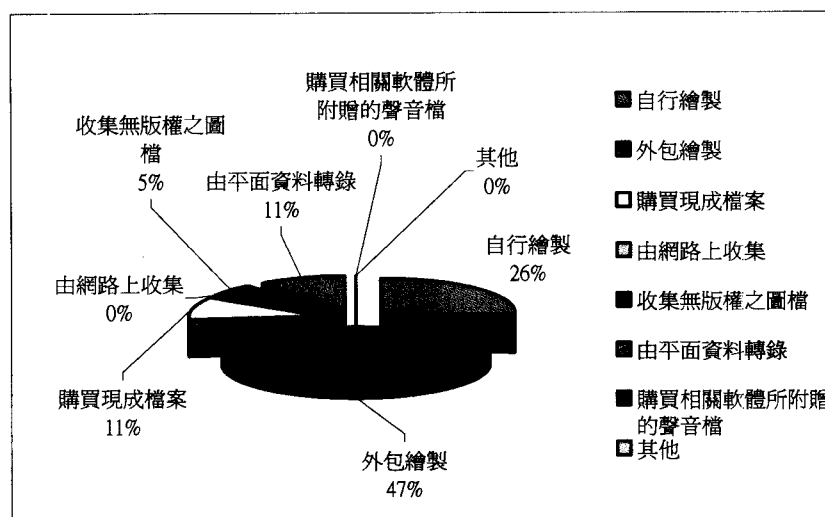 購買相關軟體所
附贈的聲音檔
0%
收集無版權之圖
檔
5%
由平面資料轉錄
11%
其他
0%
自行繪製
26%
由網路上收集
0%
購買現成檔案
11%
外包繪製
47%
自行繪製
外包繪製
購買現成檔案
由網路上收集
收集無版權之圖檔
由平面資料轉錄
購買相關軟體所附贈
的聲音檔
其他